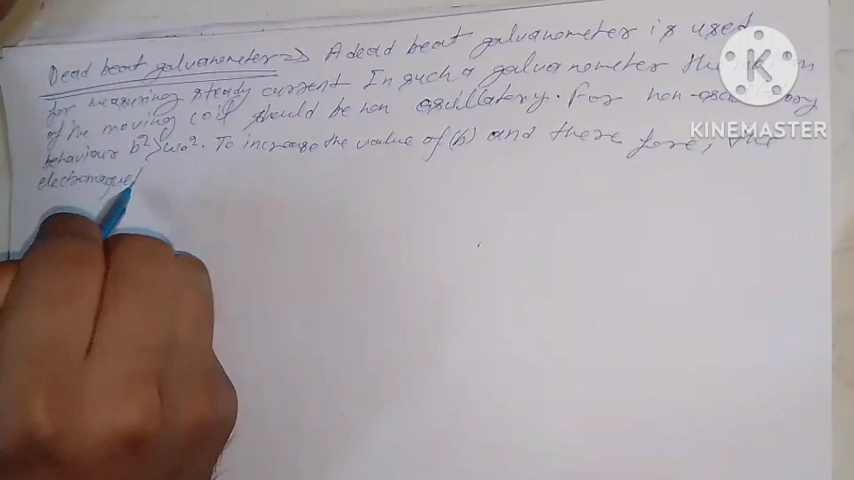 Dead beat galvanometer => A dead beat galvanometer is used
for measuring steady current In such a galvanometer the
of the moving coil should be non oscillatory. For non-oscillatory
behaviour b²>ω₀². To increase the value of (b) and there fore, the
electromagnet
KINEMASTER